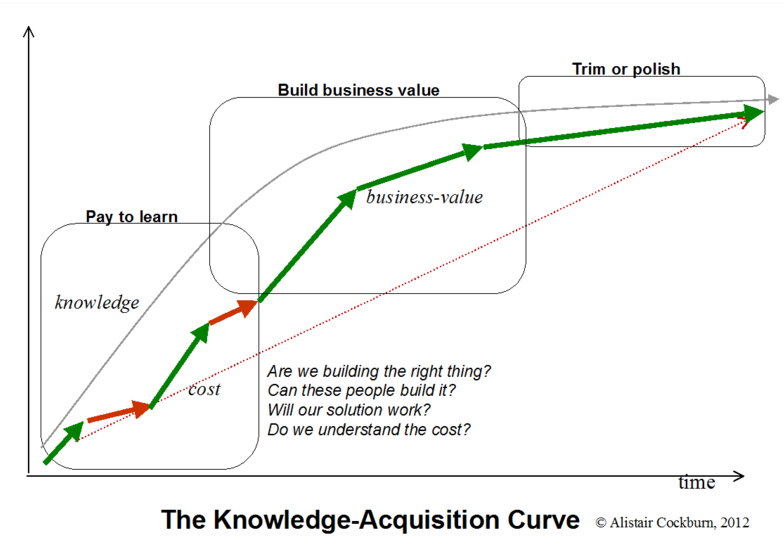 Trim or polish
Build business value
business-value
Pay to learn
knowledge
cost
Are we building the right thing?
Can these people build it?
Will our solution work?
Do we understand the cost?
time
The Knowledge-Acquisition Curve © Alistair Cockburn, 2012